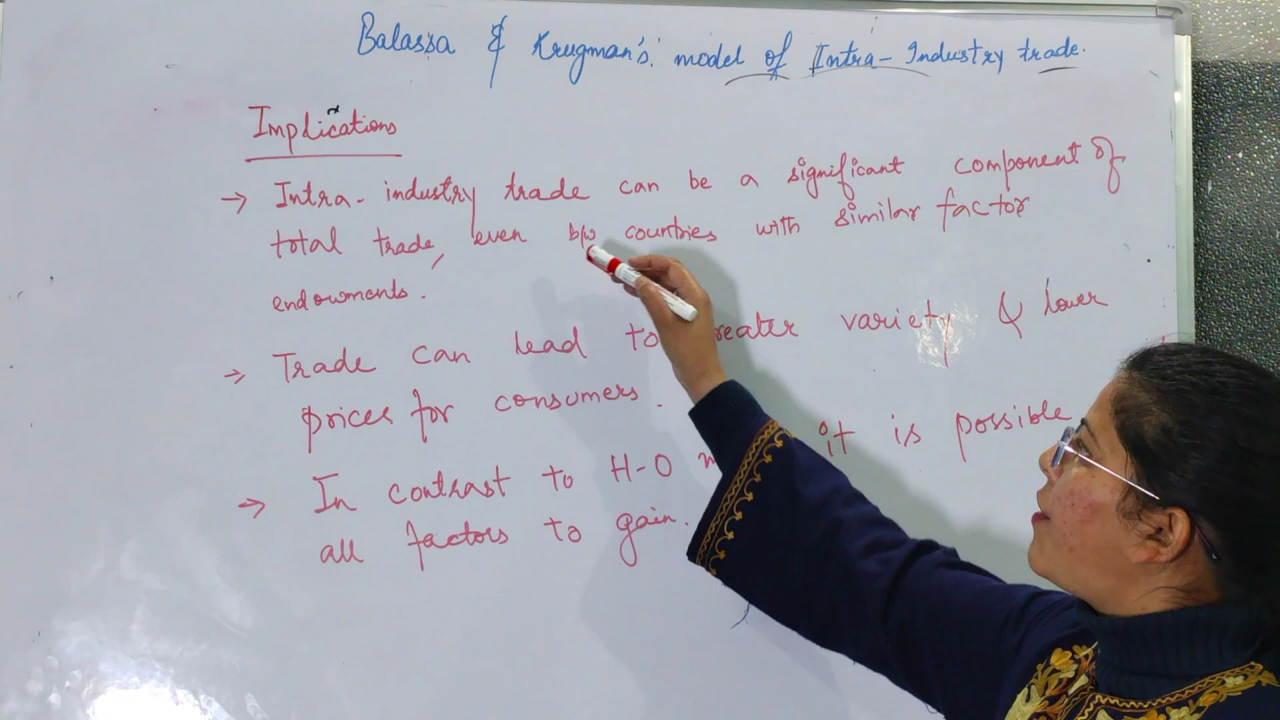 Balassa & Krugman's model of Intra-Industry trade.
Implications
→ Intra-industry trade can be a significant component of
total trade, even b/w countries with similar factor
endowments.
→ Trade can lead to reater variety & lower
prices for consumers.
→ In contrast to H-O it is possible
all factors to gain.